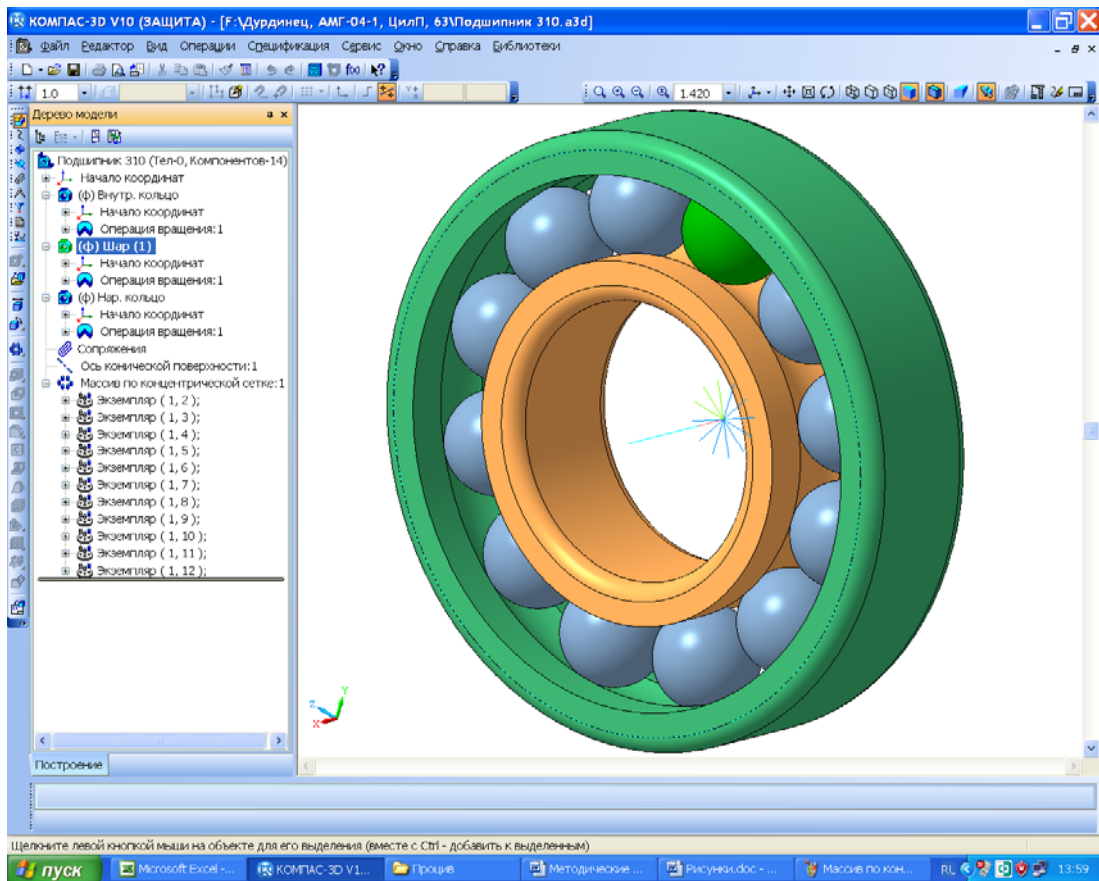 КОМПАС-3D V10 (ЗАЩИТА) - [F:\Дурдинец, АМГ-04-1, ЦилП, 63\Подшипник 310.a3d]
Файл Редактор Вид Операции Спецификация Сервис Окно Справка Библиотеки
1.0 1.420
Дерево модели
Подшипник 310 (Тел-0, Компонентов-14)
Начало координат
(ф) Внутр. кольцо
Начало координат
Операция вращения:1
(ф) Шар (1)
Начало координат
Операция вращения:1
(ф) Нар. кольцо
Начало координат
Операция вращения:1
Сопряжения
Ось конической поверхности:1
Массив по концентрической сетке:1
Экземпляр ( 1, 2 );
Экземпляр ( 1, 3 );
Экземпляр ( 1, 4 );
Экземпляр ( 1, 5 );
Экземпляр ( 1, 6 );
Экземпляр ( 1, 7 );
Экземпляр ( 1, 8 );
Экземпляр ( 1, 9 );
Экземпляр ( 1, 10 );
Экземпляр ( 1, 11 );
Экземпляр ( 1, 12 );
Y
Z
X
Построение
Щелкните левой кнопкой мыши на объекте для его выделения (вместе с Ctrl - добавить к выделенным)
пуск Microsoft Excel -... КОМПАС-3D V1... Процив Методические ... Рисунки.doc - ... Массив по кон... RL 13:59